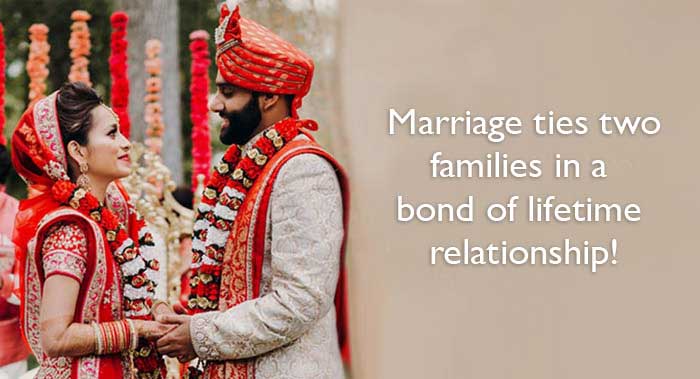 Marriage ties two
families in a
bond of lifetime
relationship!